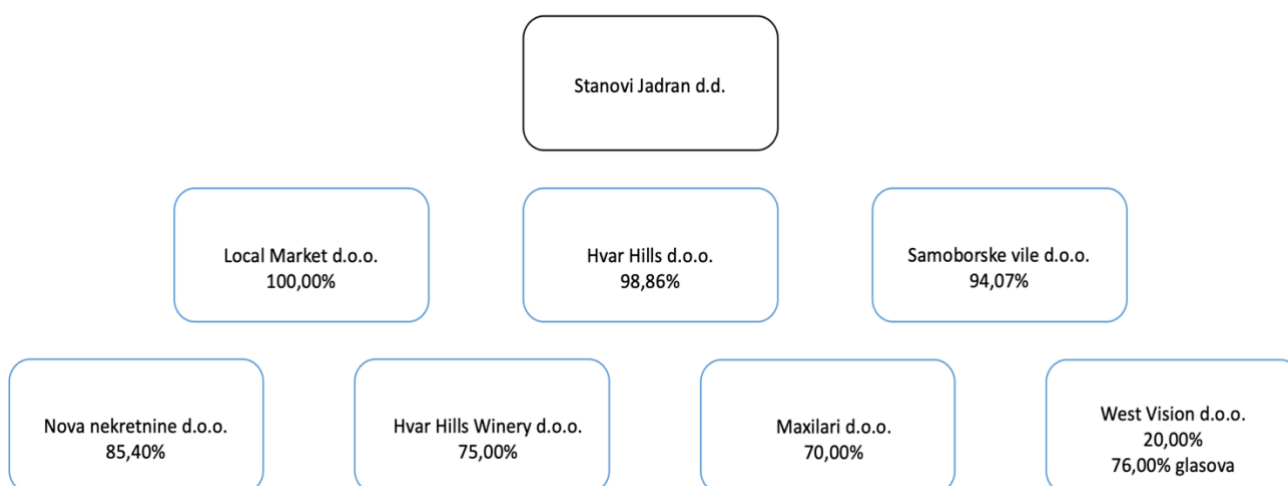 Stanovi Jadran d.d.
Local Market d.o.o.
100,00%
Hvar Hills d.o.o.
98,86%
Samoborske vile d.o.o.
94,07%
Nova nekretnine d.o.o.
85,40%
Hvar Hills Winery d.o.o.
75,00%
Maxilari d.o.o.
70,00%
West Vision d.o.o.
20,00%
76,00% glasova